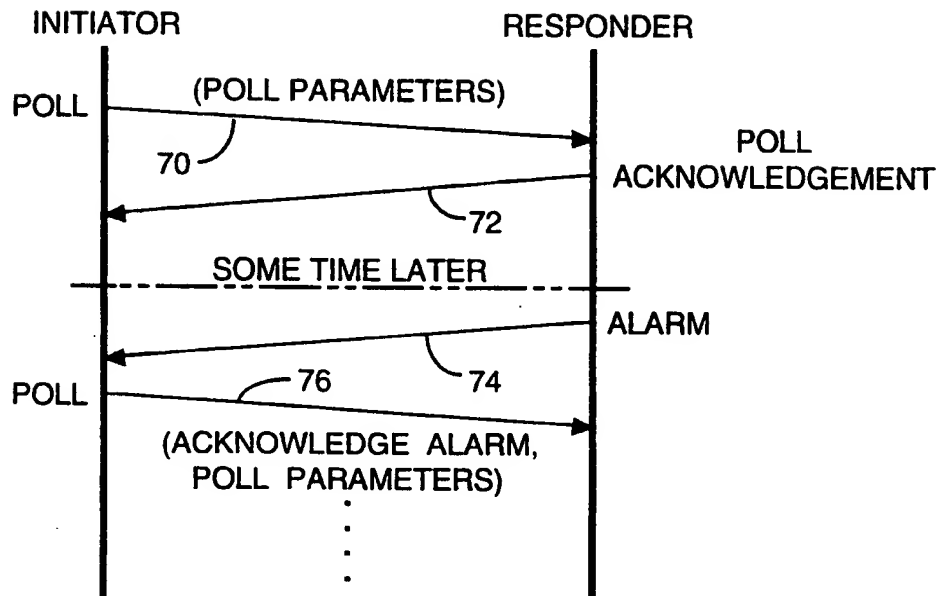 INITIATOR
RESPONDER
POLL
(POLL PARAMETERS)
70
POLL
ACKNOWLEDGEMENT
72
SOME TIME LATER
ALARM
74
POLL
76
(ACKNOWLEDGE ALARM,
POLL PARAMETERS)